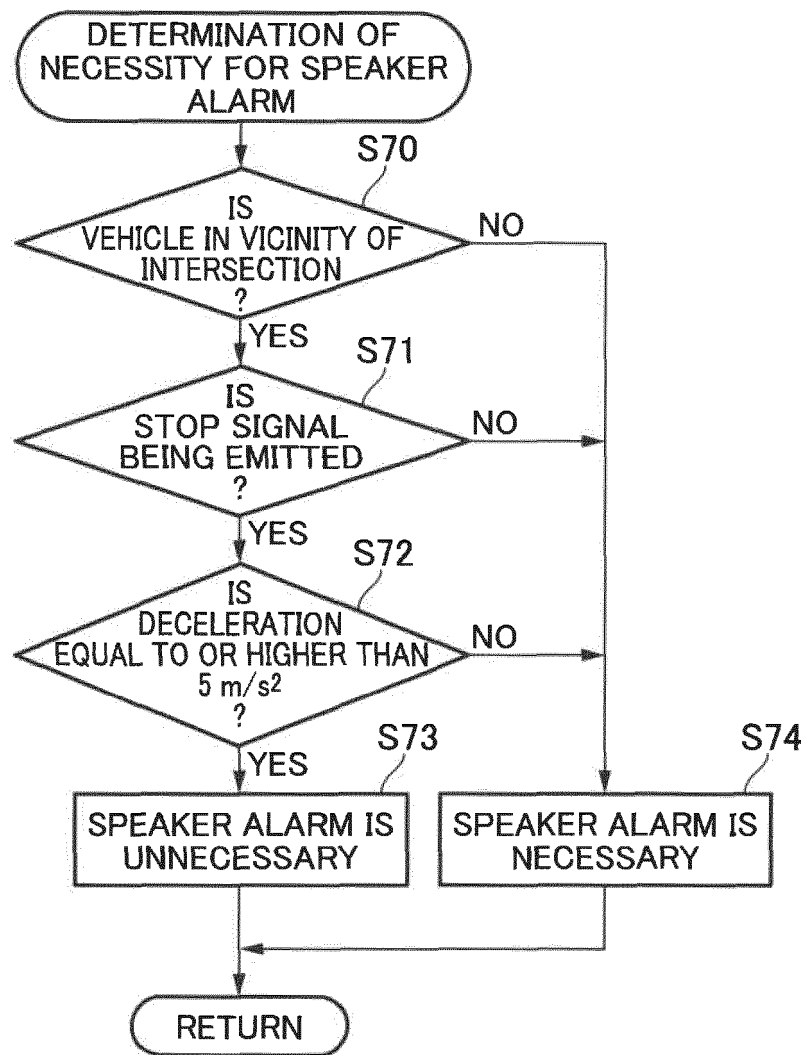 DETERMINATION OF
NECESSITY FOR SPEAKER
ALARM
S70
IS
VEHICLE IN VICINITY OF
INTERSECTION
?
NO
YES
S71
IS
STOP SIGNAL
BEING EMITTED
?
NO
YES
S72
IS
DECELERATION
EQUAL TO OR HIGHER THAN
5 m/s²
?
NO
YES
S73
SPEAKER ALARM IS
UNNECESSARY
S74
SPEAKER ALARM IS
NECESSARY
RETURN